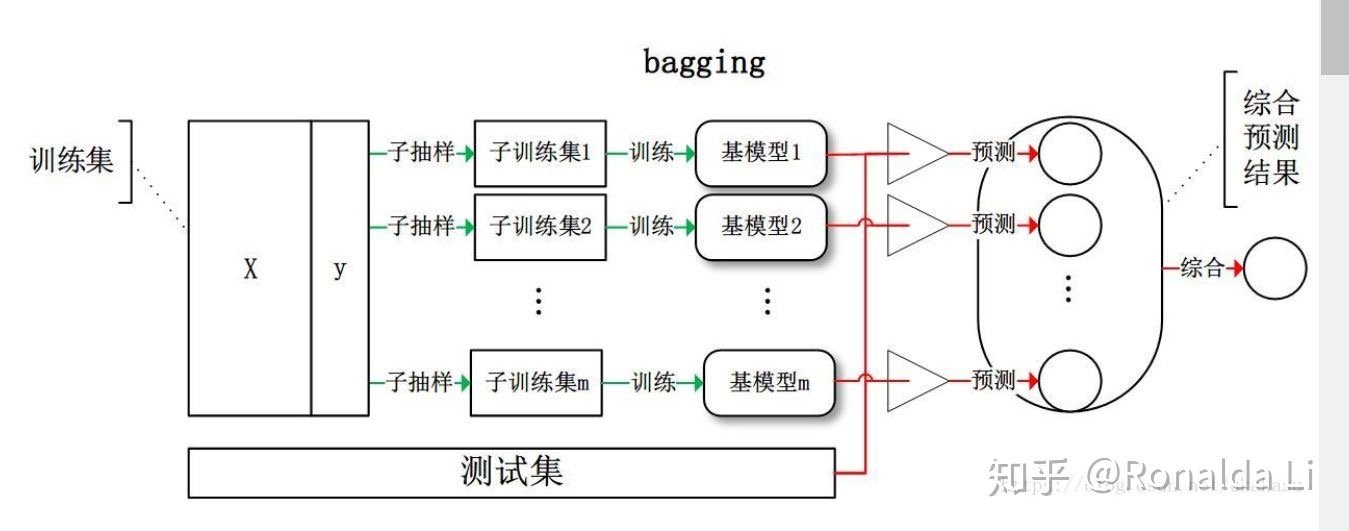 bagging
训练集
X
y
子抽样
子训练集1
训练
基模型1
预测
子抽样
子训练集2
训练
基模型2
预测
子抽样
子训练集m
训练
基模型m
预测
测试集
综合
预测
结果
综合
知乎 @Ronalda Li